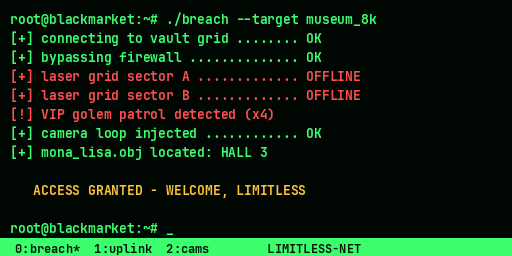 root@blackmarket:~# ./breach --target museum_8k
[+] connecting to vault grid ........ OK
[+] bypassing firewall ............. OK
[+] laser grid sector A ............. OFFLINE
[+] laser grid sector B ............. OFFLINE
[!] VIP golem patrol detected (x4)
[+] camera loop injected ............ OK
[+] mona_lisa.obj located: HALL 3
ACCESS GRANTED - WELCOME, LIMITLESS
root@blackmarket:~# _
0:breach* 1:uplink 2:cams LIMITLESS-NET